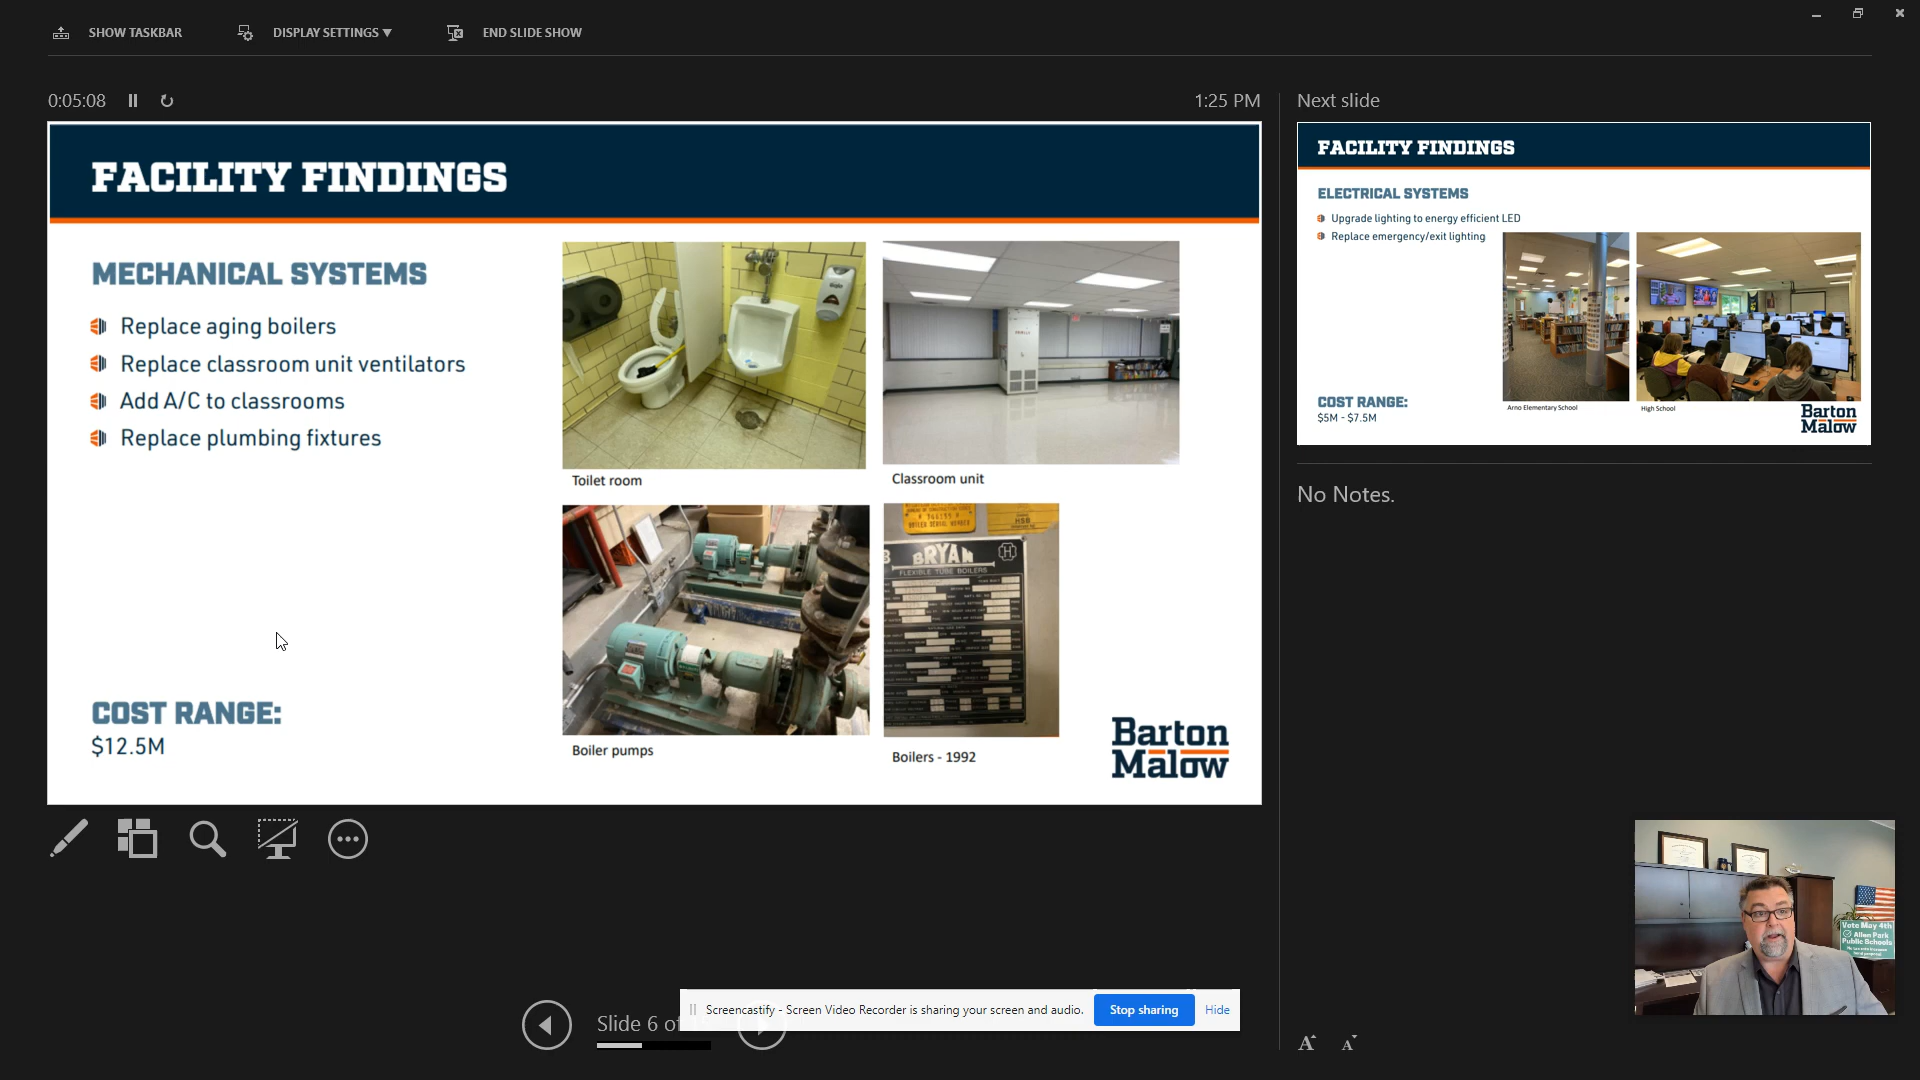 SHOW TASKBAR
DISPLAY SETTINGS ▼
END SLIDE SHOW
0:05:08
1:25 PM
Next slide
FACILITY FINDINGS
MECHANICAL SYSTEMS
Replace aging boilers
Replace classroom unit ventilators
Add A/C to classrooms
Replace plumbing fixtures
Toilet room
Classroom unit
HSB
BRYAN
FLEXIBLE TUBE BOILERS
Boiler pumps
Boilers - 1992
COST RANGE:
$12.5M
Barton
Malow
FACILITY FINDINGS
ELECTRICAL SYSTEMS
Upgrade lighting to energy efficient LED
Replace emergency/exit lighting
Arno Elementary School
High School
COST RANGE:
$5M - $7.5M
Barton
Malow
No Notes.
Vote May 4th
Allen Park
Public Schools
Slide 6 of
Screencastify - Screen Video Recorder is sharing your screen and audio.
Stop sharing
Hide
A
A